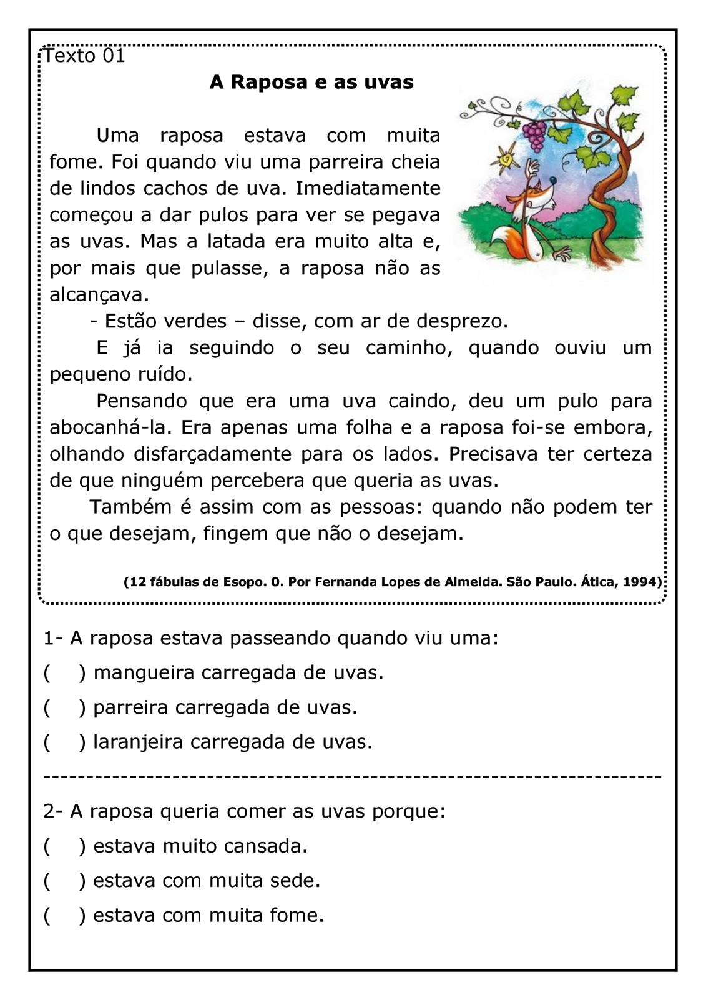 Texto 01
A Raposa e as uvas
Uma raposa estava com muita
fome. Foi quando viu uma parreira cheia
de lindos cachos de uva. Imediatamente
começou a dar pulos para ver se pegava
as uvas. Mas a latada era muito alta e,
por mais que pulasse, a raposa não as
alcançava.
- Estão verdes – disse, com ar de desprezo.
E já ia seguindo o seu caminho, quando ouviu um
pequeno ruído.
Pensando que era uma uva caindo, deu um pulo para
abocanhá-la. Era apenas uma folha e a raposa foi-se embora,
olhando disfarçadamente para os lados. Precisava ter certeza
de que ninguém percebera que queria as uvas.
Também é assim com as pessoas: quando não podem ter
o que desejam, fingem que não o desejam.
(12 fábulas de Esopo. 0. Por Fernanda Lopes de Almeida. São Paulo. Ática, 1994)
1- A raposa estava passeando quando viu uma:
( ) mangueira carregada de uvas.
( ) parreira carregada de uvas.
( ) laranjeira carregada de uvas.
------------------------------------------------------------------------
2- A raposa queria comer as uvas porque:
( ) estava muito cansada.
( ) estava com muita sede.
( ) estava com muita fome.